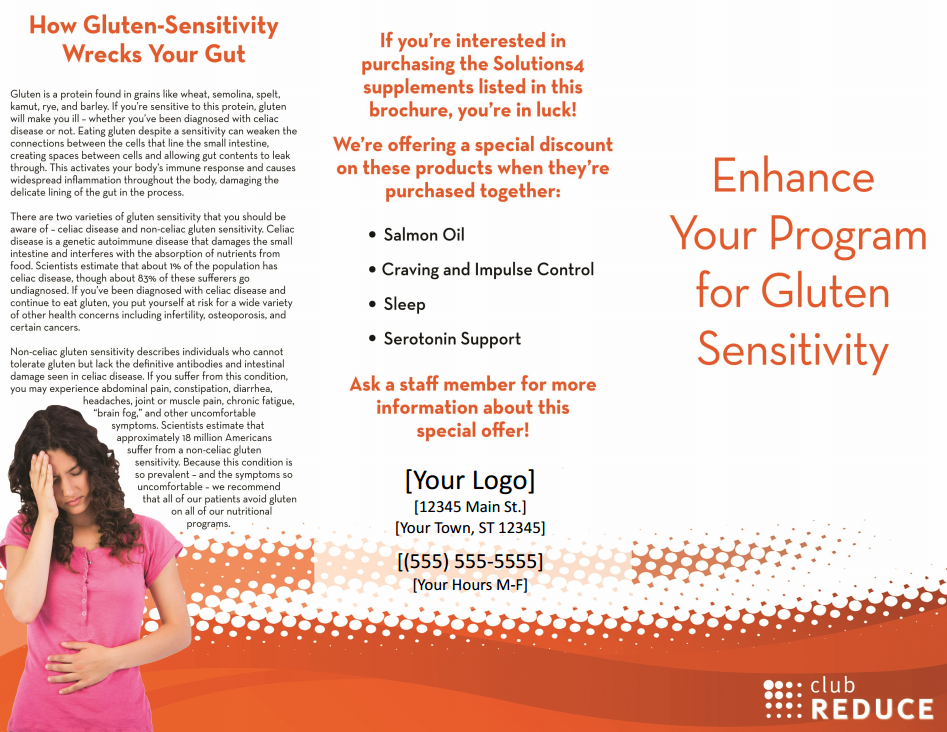 How Gluten-Sensitivity
Wrecks Your Gut
Gluten is a protein found in grains like wheat, semolina, spelt,
kamut, rye, and barley. If you're sensitive to this protein, gluten
will make you ill – whether you've been diagnosed with celiac
disease or not. Eating gluten despite a sensitivity can weaken the
connections between the cells that line the small intestine,
creating spaces between cells and allowing gut contents to leak
through. This activates your body's immune response and causes
widespread inflammation throughout the body, damaging the
delicate lining of the gut in the process.
There are two varieties of gluten sensitivity that you should be
aware of – celiac disease and non-celiac gluten sensitivity. Celiac
disease is a genetic autoimmune disease that damages the small
intestine and interferes with the absorption of nutrients from
food. Scientists estimate that about 1% of the population has
celiac disease, though about 83% of these sufferers go
undiagnosed. If you've been diagnosed with celiac disease and
continue to eat gluten, you put yourself at risk for a wide variety
of other health concerns including infertility, osteoporosis, and
certain cancers.
Non-celiac gluten sensitivity describes individuals who cannot
tolerate gluten but lack the definitive antibodies and intestinal
damage seen in celiac disease. If you suffer from this condition,
you may experience abdominal pain, constipation, diarrhea,
headaches, joint or muscle pain, chronic fatigue,
"brain fog," and other uncomfortable
symptoms. Scientists estimate that
approximately 18 million Americans
suffer from a non-celiac gluten
sensitivity. Because this condition is
so prevalent – and the symptoms so
uncomfortable – we recommend
that all of our patients avoid gluten
on all of our nutritional
programs.
If you're interested in
purchasing the Solutions4
supplements listed in this
brochure, you're in luck!
We're offering a special discount
on these products when they're
purchased together:
• Salmon Oil
• Craving and Impulse Control
• Sleep
• Serotonin Support
Ask a staff member for more
information about this
special offer!
[Your Logo]
[12345 Main St.]
[Your Town, ST 12345]
[(555) 555-5555]
[Your Hours M-F]
Enhance
Your Program
for Gluten
Sensitivity
club
REDUCE